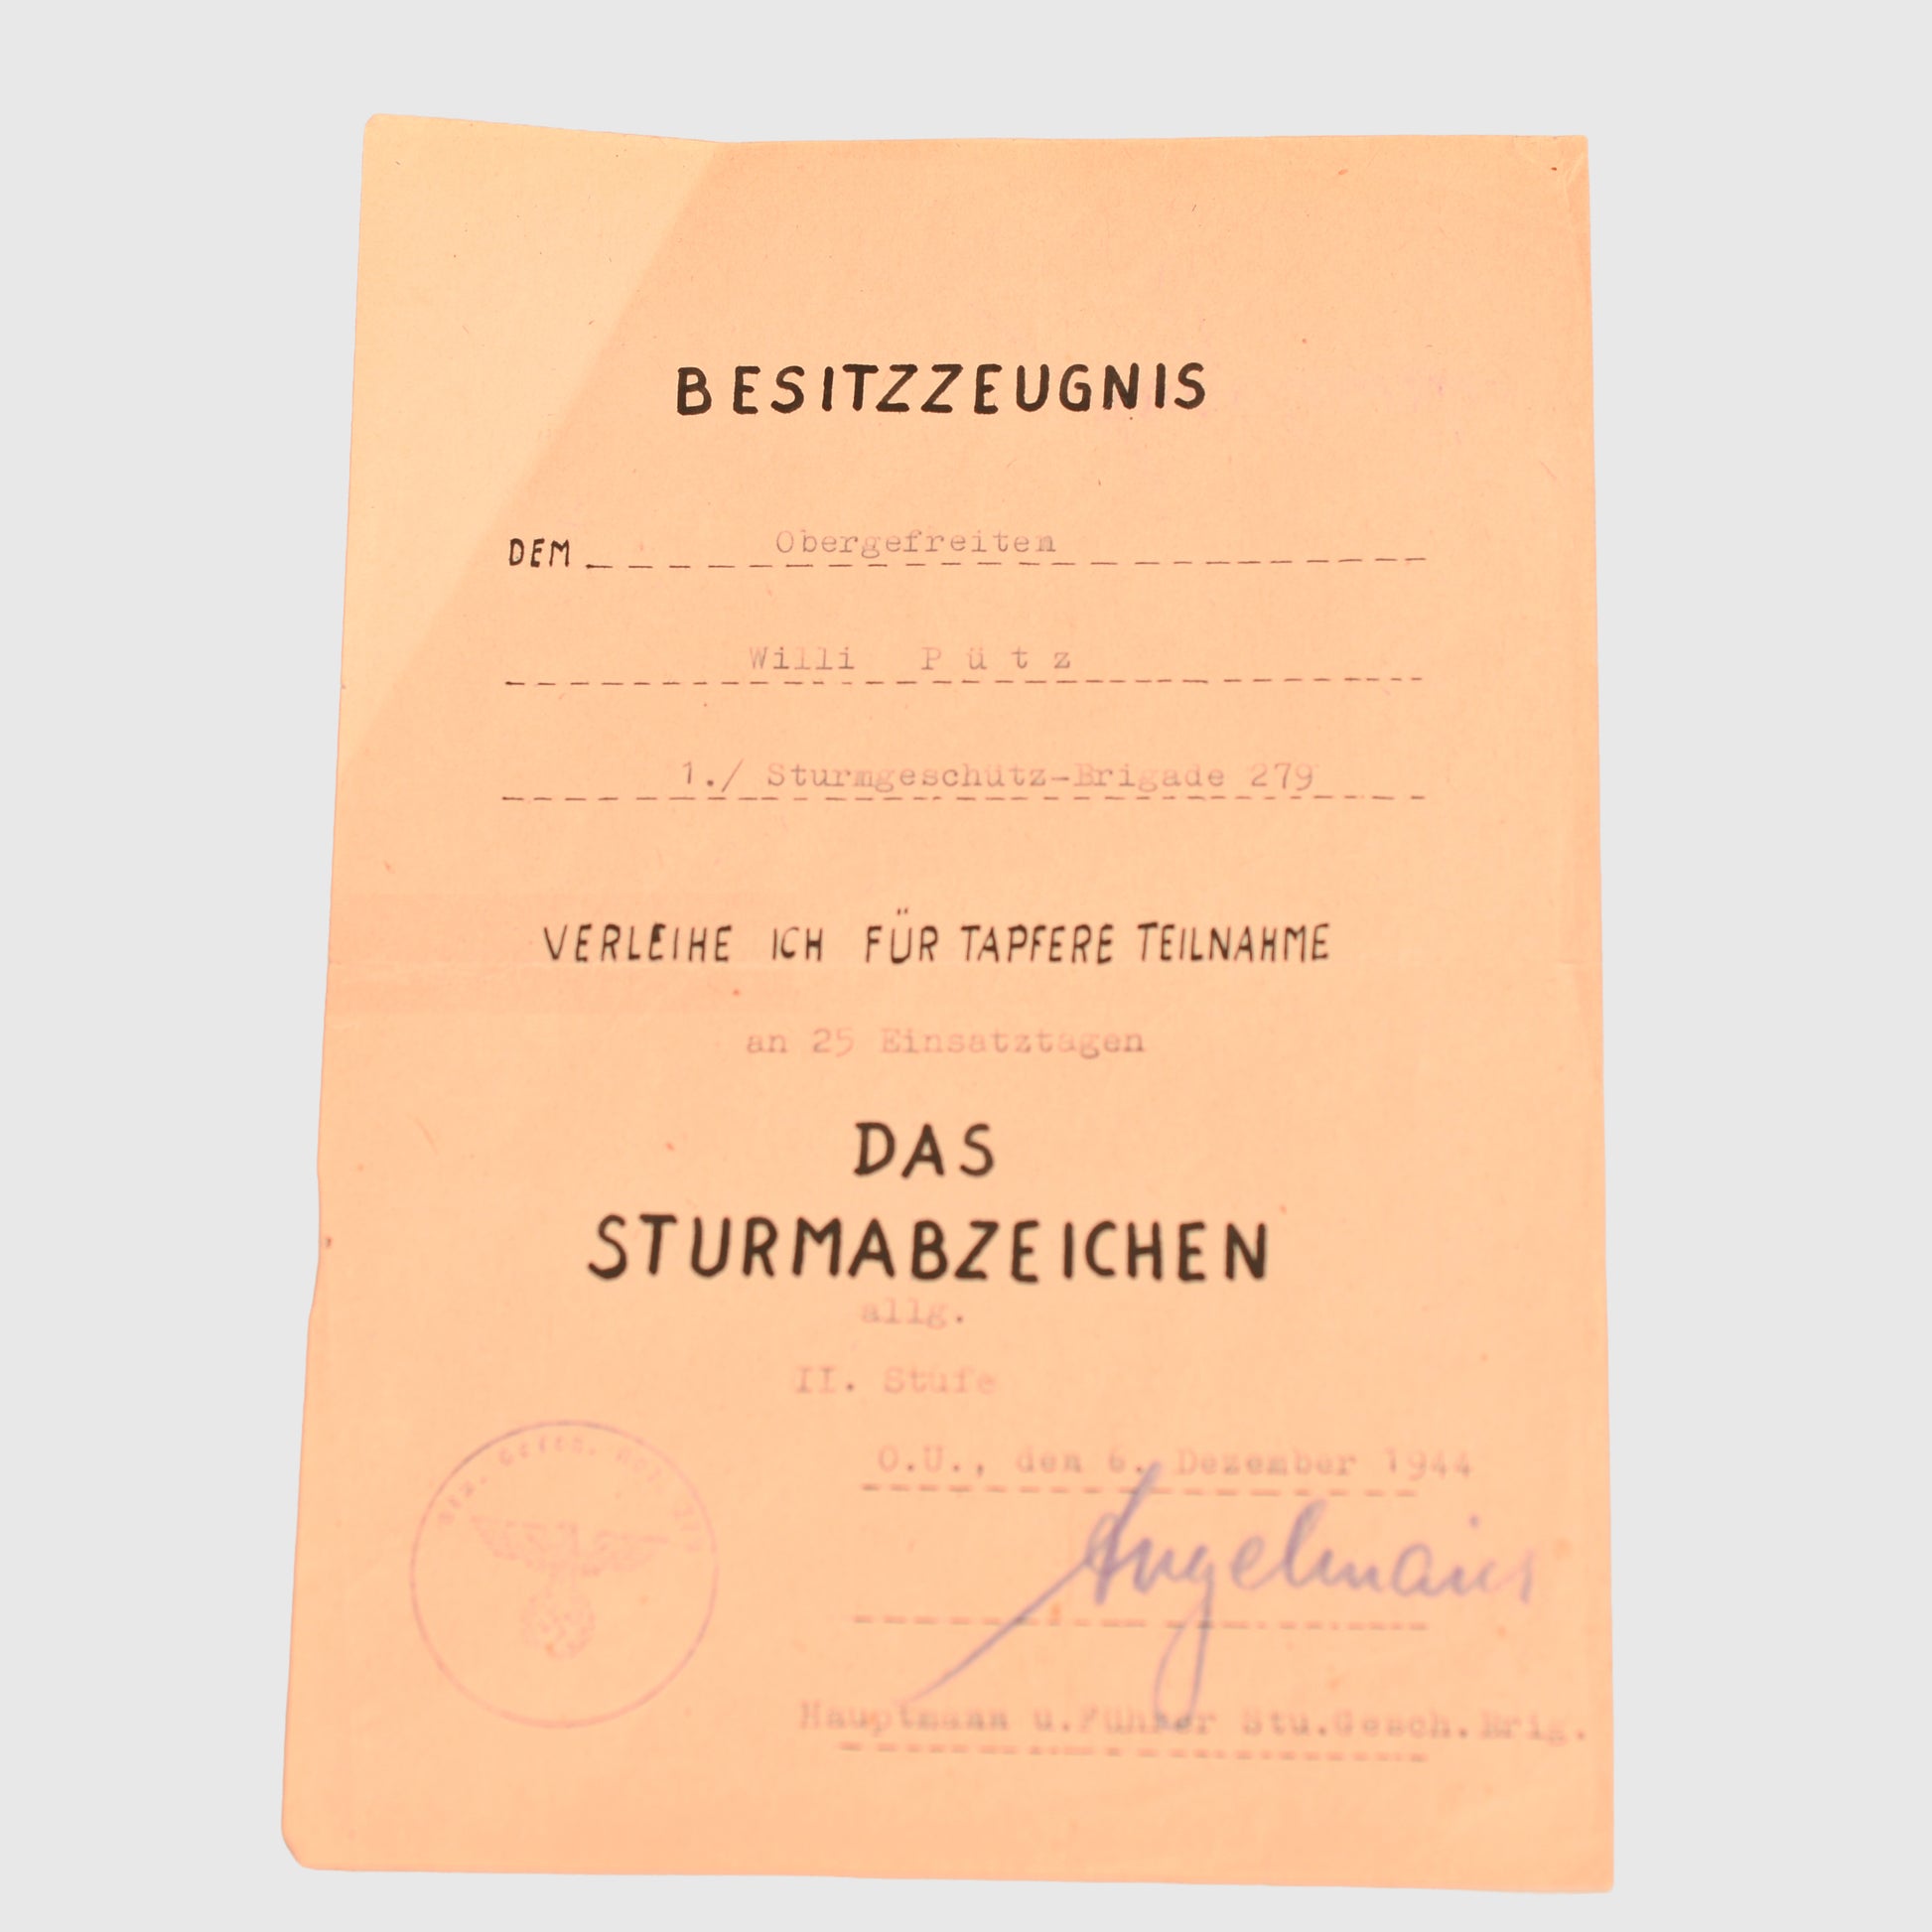 BESITZZEUGNIS
DEM Obergefreiten
Willi Pütz
1./ Sturmgeschütz-Brigade 279
VERLEIHE ICH FÜR TAPFERE TEILNAHME
an 25 Einsatztagen
DAS
STURMABZEICHEN
allg.
II. Stufe
O.U., den 6. Dezember 1944
Hauptmann u.Führer Stu.Gesch.Brig.